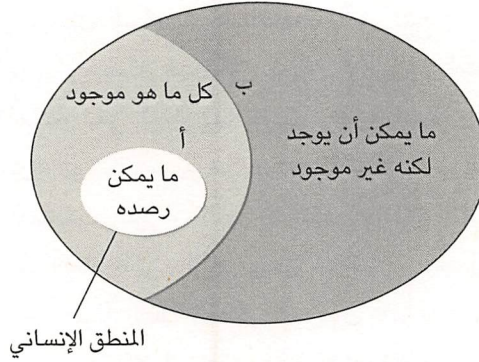 ب
كل ما هو موجود
أ
ما يمكن
رصده
ما يمكن أن يوجد
لكنه غير موجود
المنطق الإنساني